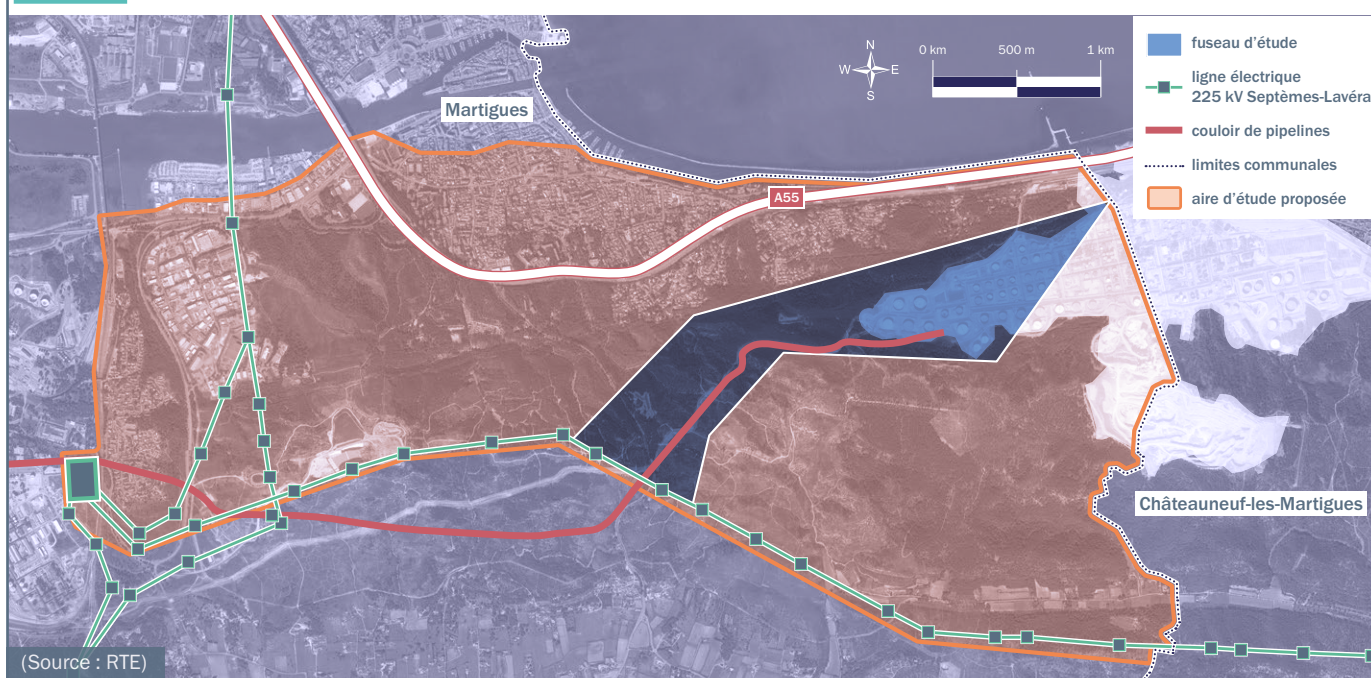 Martigues
N
W E
S
0 km 500 m 1 km
fuseau d’étude
ligne électrique
225 kV Septèmes-Lavéra
couloir de pipelines
limites communales
aire d’étude proposée
A55
Châteauneuf-les-Martigues
(Source : RTE)